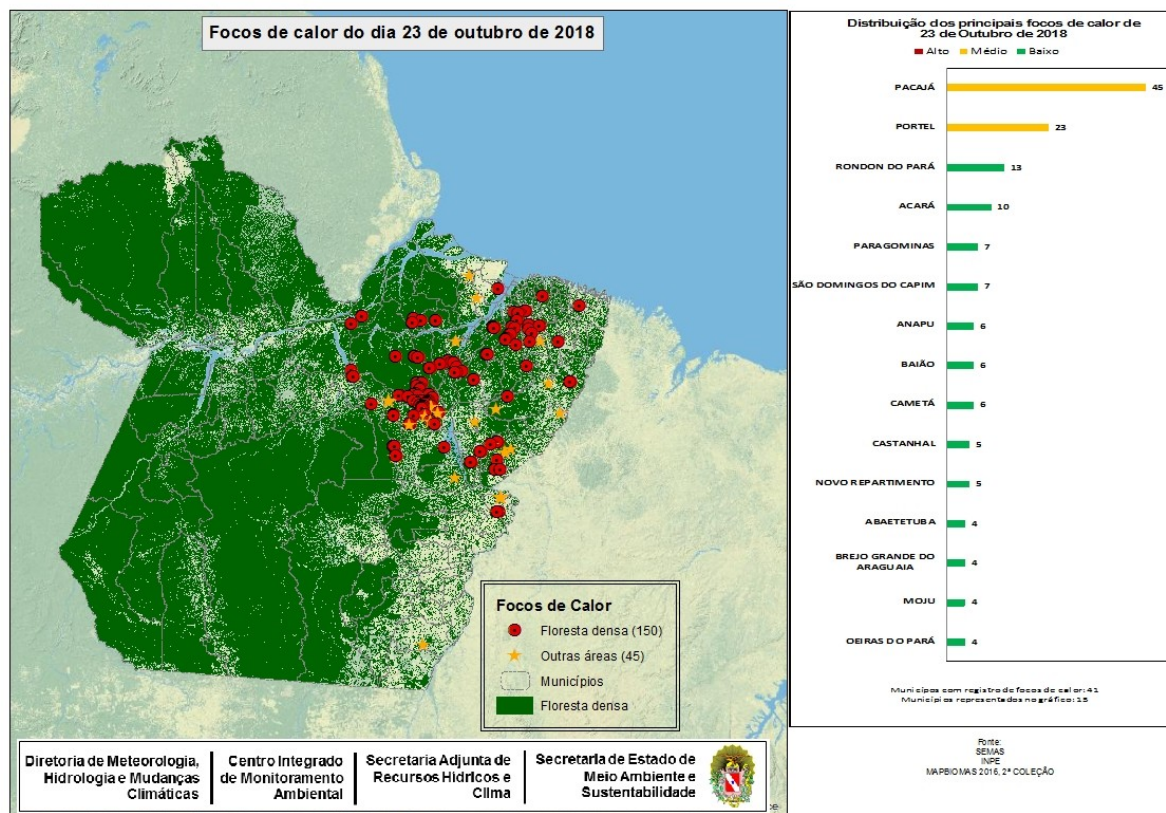 Focos de calor do dia 23 de outubro de 2018
Focos de Calor
Floresta densa (150)
Outras áreas (45)
Municípios
Floresta densa
Diretoria de Meteorologia,
Hidrologia e Mudanças
Climáticas
Centro Integrado
de Monitoramento
Ambiental
Secretaria Adjunta de
Recursos Hídricos e
Clima
Secretaria de Estado de
Meio Ambiente e
Sustentabilidade
Distribuição dos principais focos de calor de
23 de Outubro de 2018
Alto Médio Baixo
PACAJÁ 45
PORTEL 23
RONDON DO PARÁ 13
ACARÁ 10
PARAGOMINAS 7
SÃO DOMINGOS DO CAPIM 7
ANAPU 6
BAIÃO 6
CAMETÁ 6
CASTANHAL 5
NOVO REPARTIMENTO 5
ABAETETUBA 4
BREJO GRANDE DO
ARAGUAIA 4
MOJU 4
OEIRAS DO PARÁ 4
Municípos com registro de focos de calor: 41
Municípios representados no gráfico: 15
Fonte:
SEMAS
INPE
MAPBIOMAS 2016, 2ª COLEÇÃO